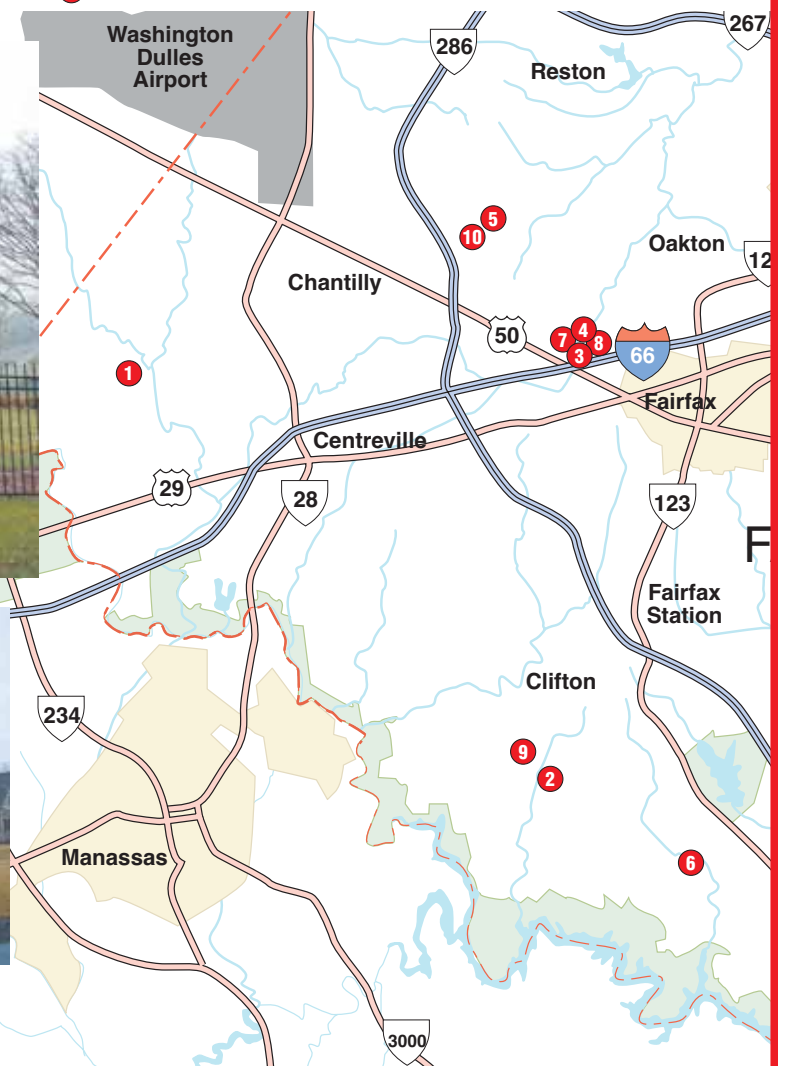 Washington
Dulles
Airport
286
267
Reston
5
10
Oakton
12
Chantilly
50
4
7
8
3
66
1
Fairfax
Centreville
29
28
123
F
Fairfax
Station
Clifton
234
9
2
Manassas
6
3000